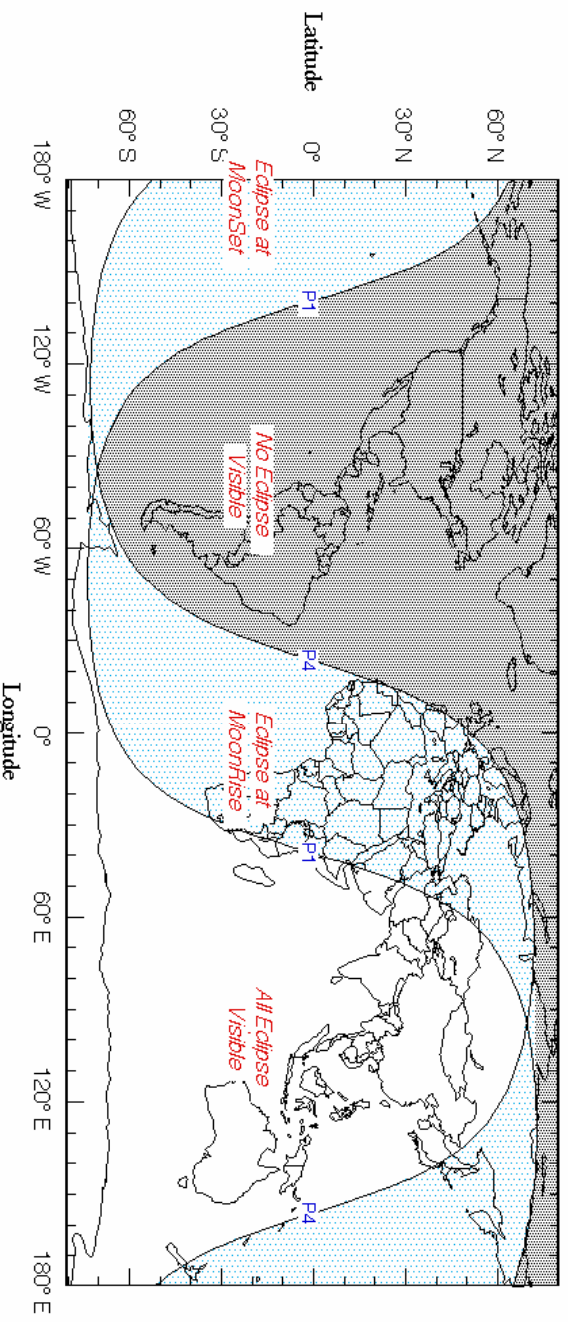 Latitude
60° N
30° N
0°
30° S
60° S
Eclipse at
MoonSet
P1
No Eclipse
Visible
P4
Eclipse at
MoonRise
P1
All Eclipse
Visible
P4
180° W
120° W
60° W
0°
60° E
120° E
180° E
Longitude